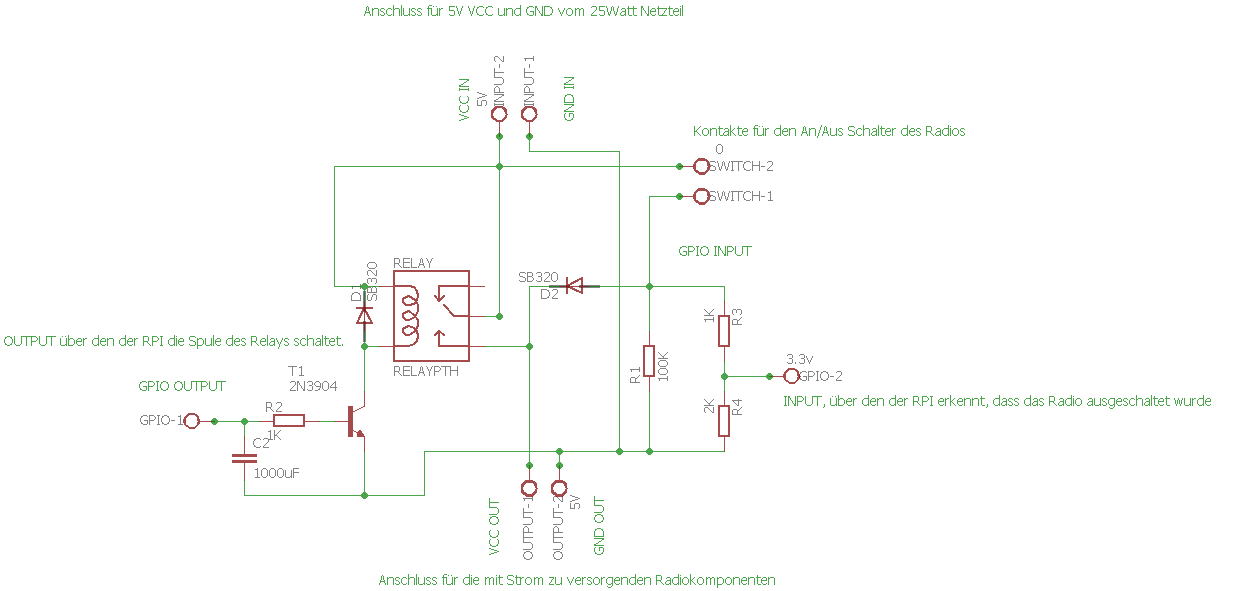 Anschluss für 5V VCC und GND vom 25Watt Netzteil
VCC IN
5V
INPUT-2
INPUT-1
GND IN
Kontakte für den An/Aus Schalter des Radios
0
SWITCH-2
SWITCH-1
GPIO INPUT
RELAY
D1
SB320
SB320
D2
1K
R3
OUTPUT über den der RPI die Spule des Relays schaltet.
RELAYPTH
R1
100K
3.3v
GPIO-2
T1
2N3904
GPIO OUTPUT
INPUT, über den der RPI erkennt, dass das Radio ausgeschaltet wurde
GPIO-1
R2
1K
2K
R4
C2
1000uF
VCC OUT
OUTPUT-1
OUTPUT-2
5V
GND OUT
Anschluss für die mit Strom zu versorgenden Radiokomponenten